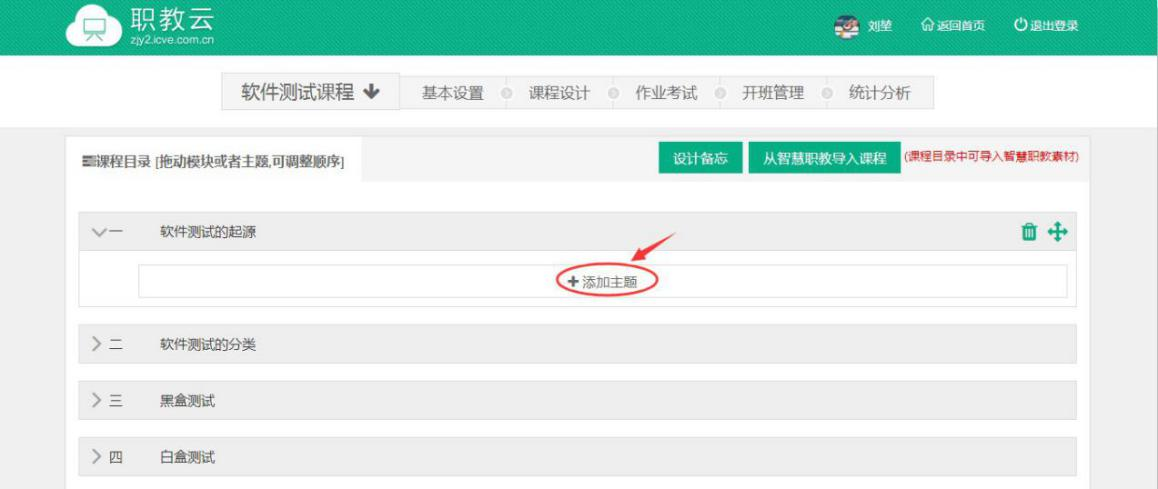 职教云
zjy2.icve.com.cn
刘堃 返回首页 退出登录
软件测试课程 基本设置 课程设计 作业考试 开班管理 统计分析
课程目录 [拖动模块或者主题,可调整顺序] 设计备忘 从智慧职教导入课程 (课程目录中可导入智慧职教素材)
一 软件测试的起源
+添加主题
二 软件测试的分类
三 黑盒测试
四 白盒测试